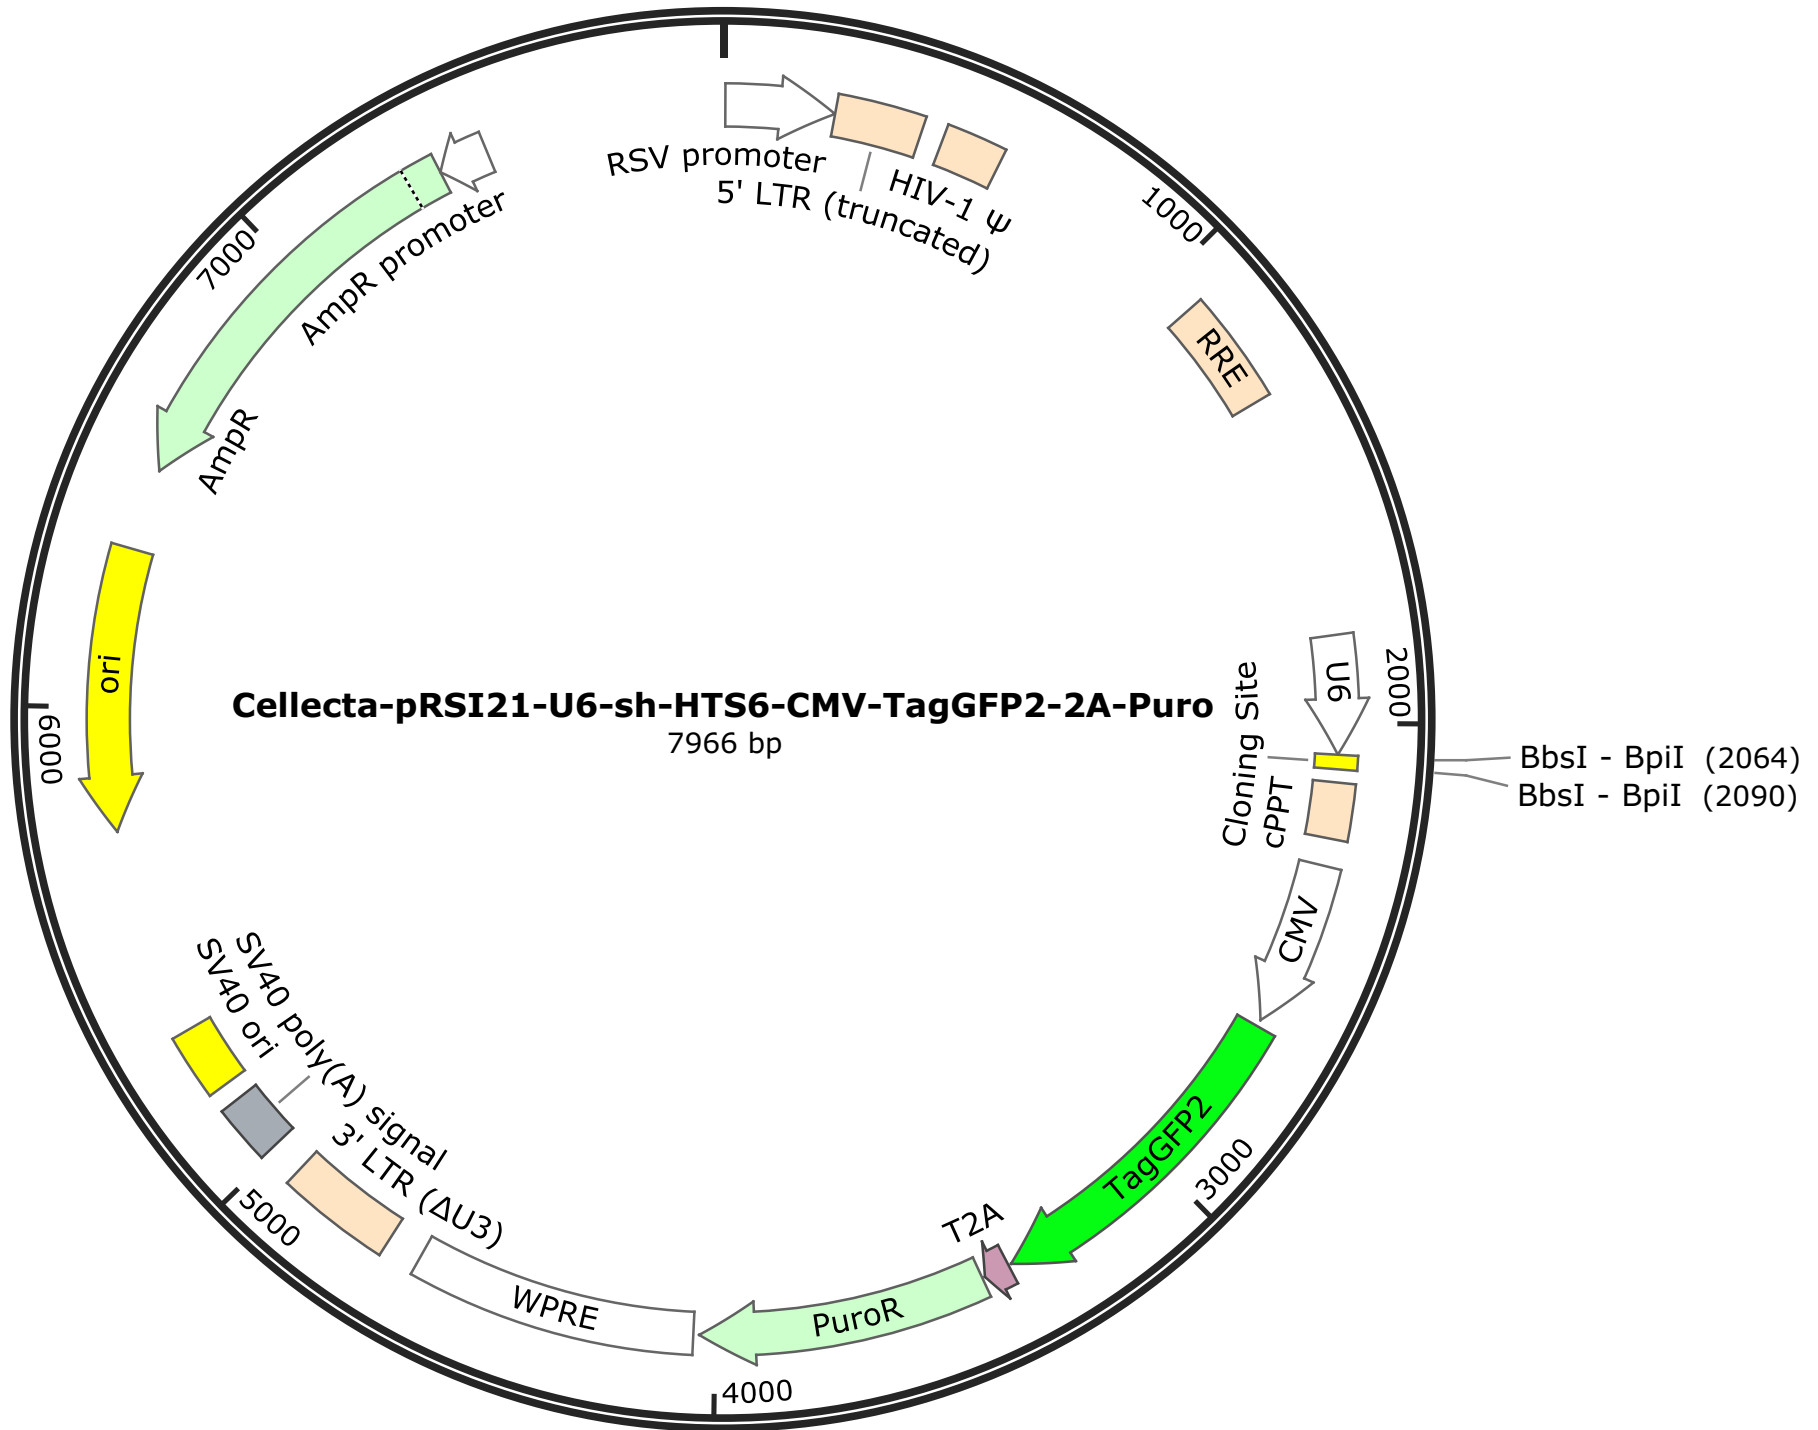 RSV promoter
5' LTR (truncated)
HIV-1 Ψ
1000
RRE
2000
U6
Cloning Site
BbsI - BpiI (2064)
BbsI - BpiI (2090)
cPPT
CMV
TagGFP2
3000
T2A
PuroR
4000
WPRE
3' LTR (ΔU3)
5000
SV40 poly(A) signal
SV40 ori
6000
ori
AmpR
7000
AmpR promoter
Cellecta-pRSI21-U6-sh-HTS6-CMV-TagGFP2-2A-Puro
7966 bp